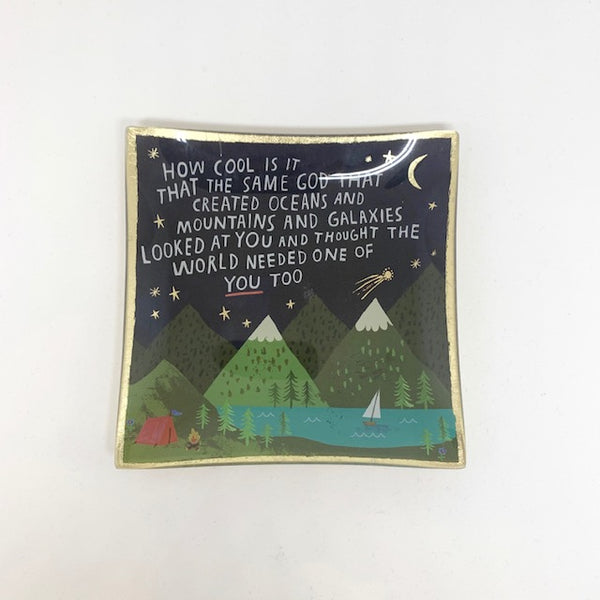 HOW COOL IS IT
THAT THE SAME GOD THAT
CREATED OCEANS AND
MOUNTAINS AND GALAXIES
LOOKED AT YOU AND THOUGHT THE
WORLD NEEDED ONE OF
YOU TOO